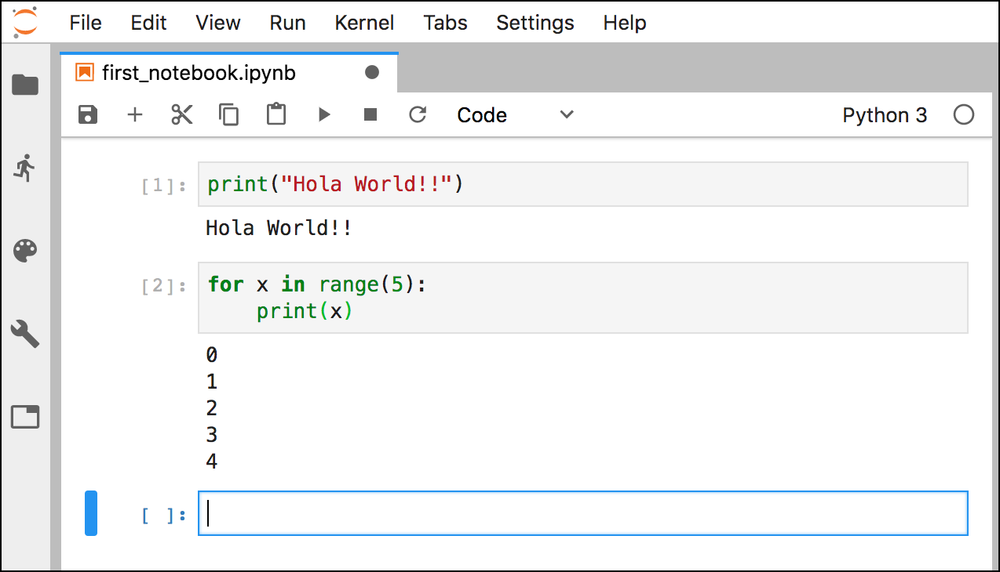 File Edit View Run Kernel Tabs Settings Help
first_notebook.ipynb
Code Python 3
[1]: print("Hola World!!")
Hola World!!
[2]: for x in range(5):
    print(x)
0
1
2
3
4
[ ]: